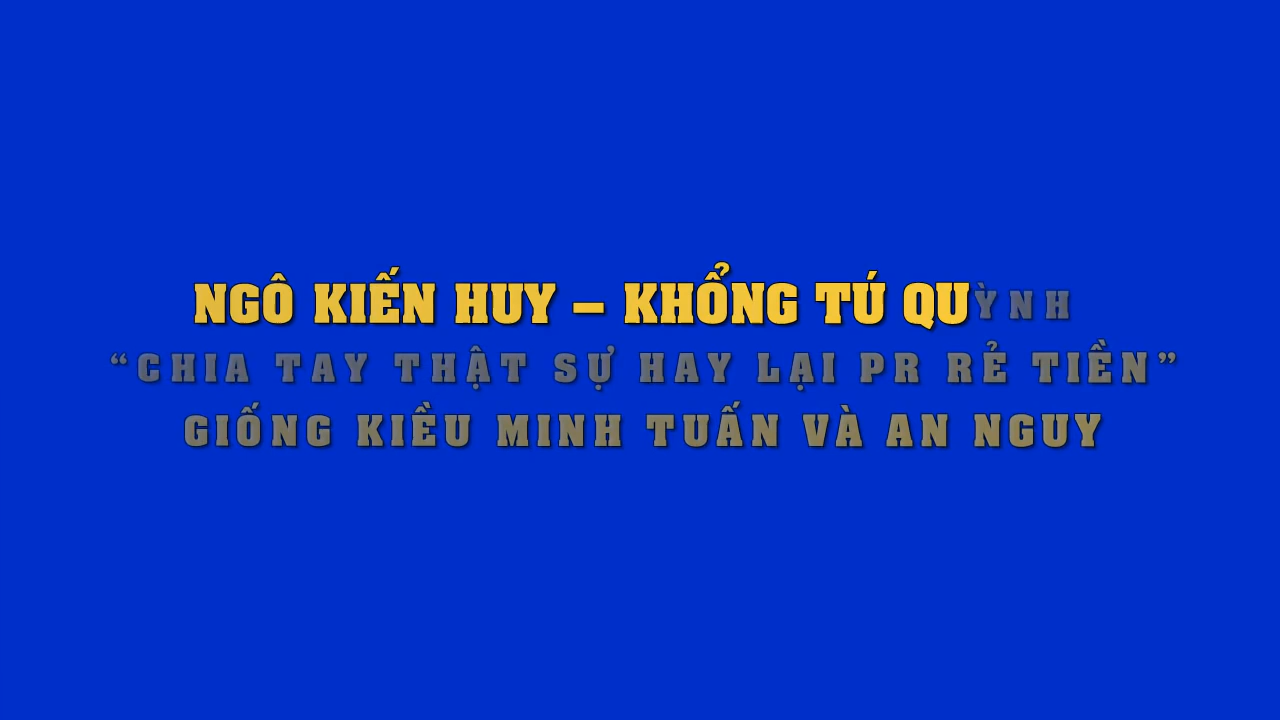 NGÔ KIẾN HUY – KHỔNG TÚ QUỲNH
“CHIA TAY THẬT SỰ HAY LẠI PR RẺ TIỀN”
GIỐNG KIỀU MINH TUẤN VÀ AN NGUY